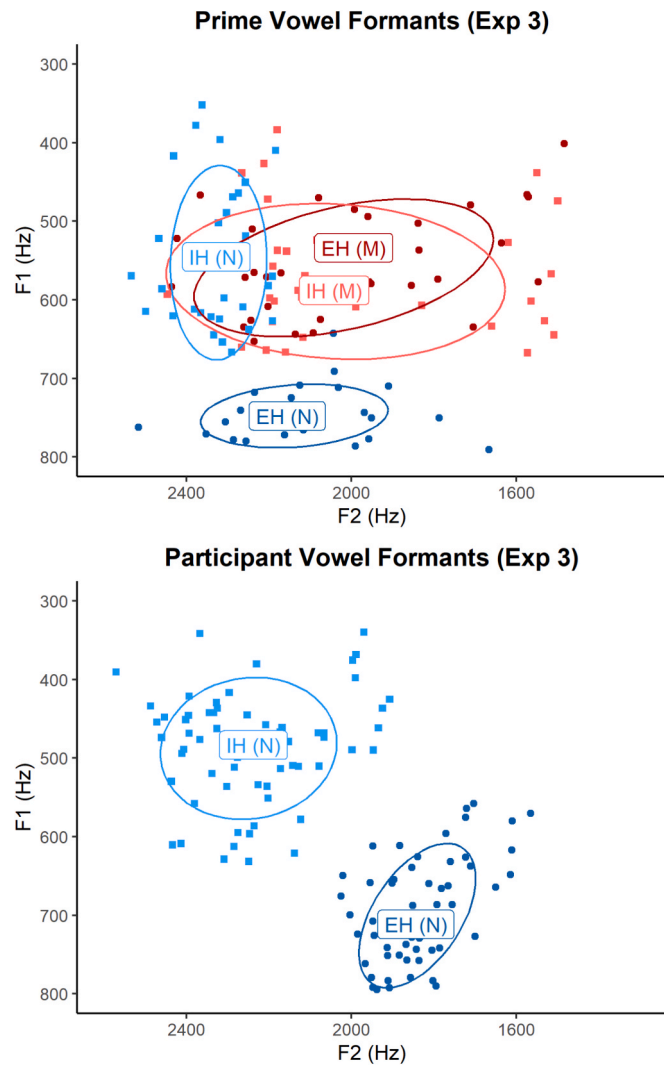 Prime Vowel Formants (Exp 3)
300
400
500
600
700
800
F1 (Hz)
IH (N)
EH (M)
IH (M)
EH (N)
2400
2000
1600
F2 (Hz)
Participant Vowel Formants (Exp 3)
300
400
500
600
700
800
F1 (Hz)
IH (N)
EH (N)
2400
2000
1600
F2 (Hz)